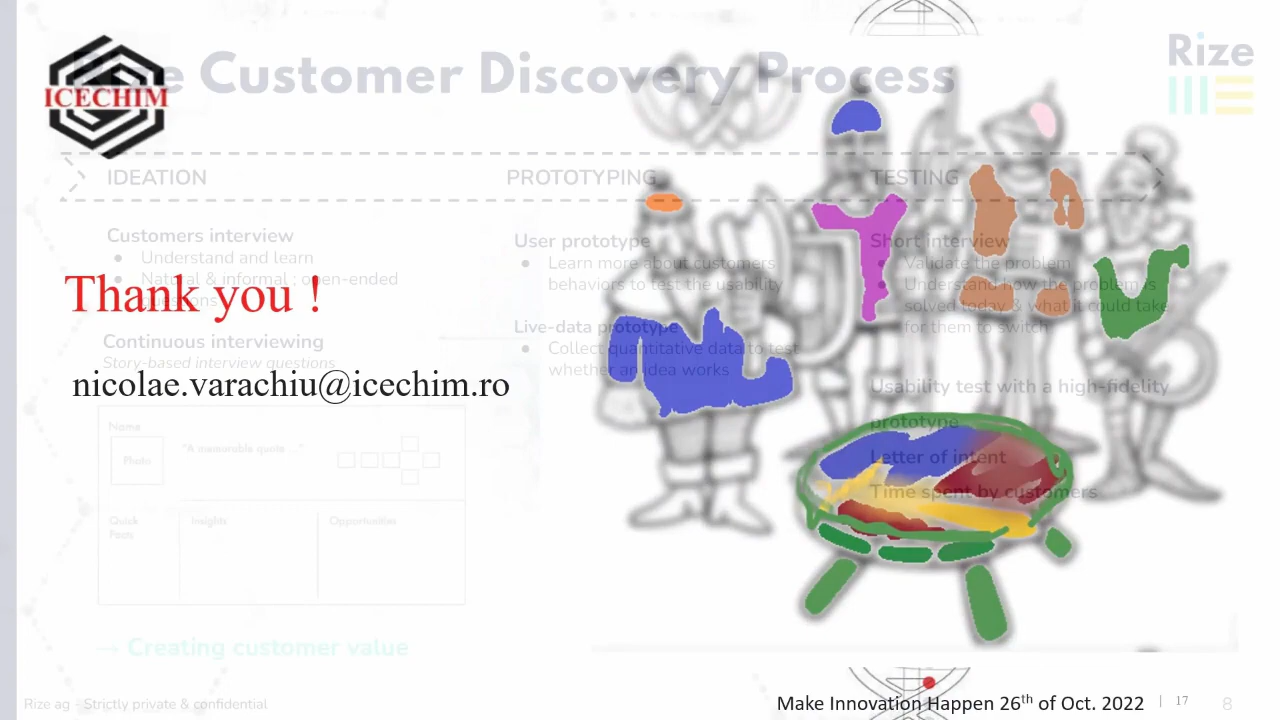 Customer Discovery Process
Rize
ICECHIM
IDEATION
PROTOTYPING
TESTING
Customers interview
Understand and learn
Natural & informal ; open-ended
questions
Thank you !
Continuous interviewing
Story-based interview questions
nicolae.varachiu@icechim.ro
Name
Photo
"A memorable quote..."
Quick
Facts
Insights
Opportunities
→ Creating customer value
User prototype
Learn more about customers
behaviors to test the usability
Live-data prototype
Collect quantitative data to test
whether an idea works
Short interview
Validate the problem
Understand how the problem is
solved today & what it could take
for them to switch
Usability test with a high-fidelity
prototype
Letter of intent
Time spent by customers
Rize ag - Strictly private & confidential
Make Innovation Happen 26th of Oct. 2022
17
8